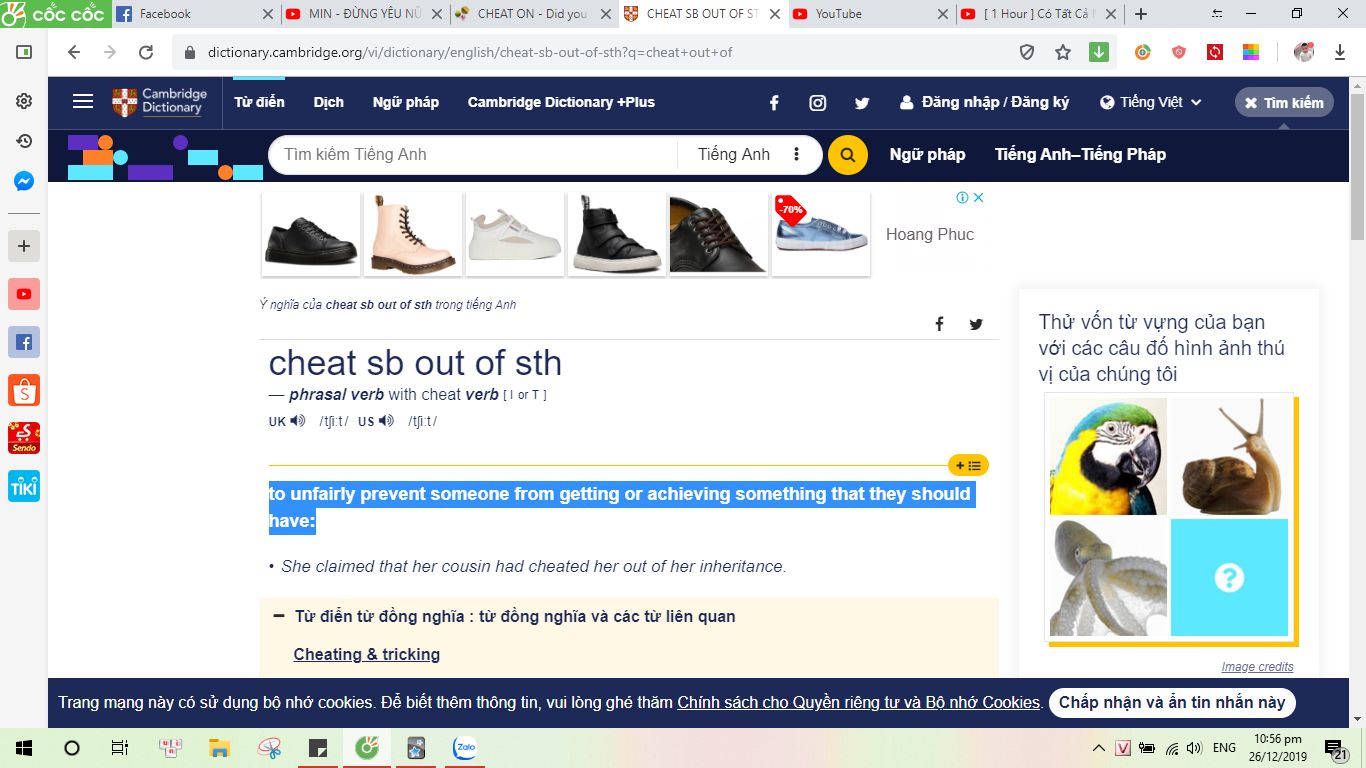 cốc cốc
Facebook
MIN - ĐỪNG YÊU NỮ
CHEAT ON - Did you
CHEAT SB OUT OF ST
YouTube
[ 1 Hour ] Có Tất Cả N
dictionary.cambridge.org/vi/dictionary/english/cheat-sb-out-of-sth?q=cheat+out+of
Cambridge
Dictionary
Từ điển
Dịch
Ngữ pháp
Cambridge Dictionary +Plus
Đăng nhập / Đăng ký
Tiếng Việt
Tìm kiếm
Tìm kiếm Tiếng Anh
Tiếng Anh
Ngữ pháp
Tiếng Anh–Tiếng Pháp
-70%
Hoang Phuc
Ý nghĩa của cheat sb out of sth trong tiếng Anh
cheat sb out of sth
— phrasal verb with cheat verb [ I or T ]
UK /tʃiːt/ US /tʃiːt/
to unfairly prevent someone from getting or achieving something that they should
have:
• She claimed that her cousin had cheated her out of her inheritance.
Từ điển từ đồng nghĩa : từ đồng nghĩa và các từ liên quan
Cheating & tricking
Thử vốn từ vựng của bạn
với các câu đố hình ảnh thú
vị của chúng tôi
?
Image credits
Sendo
TIKI
Trang mạng này có sử dụng bộ nhớ cookies. Để biết thêm thông tin, vui lòng ghé thăm Chính sách cho Quyền riêng tư và Bộ nhớ Cookies.
Chấp nhận và ẩn tin nhắn này
Zalo
V
ENG
10:56 pm
26/12/2019
21